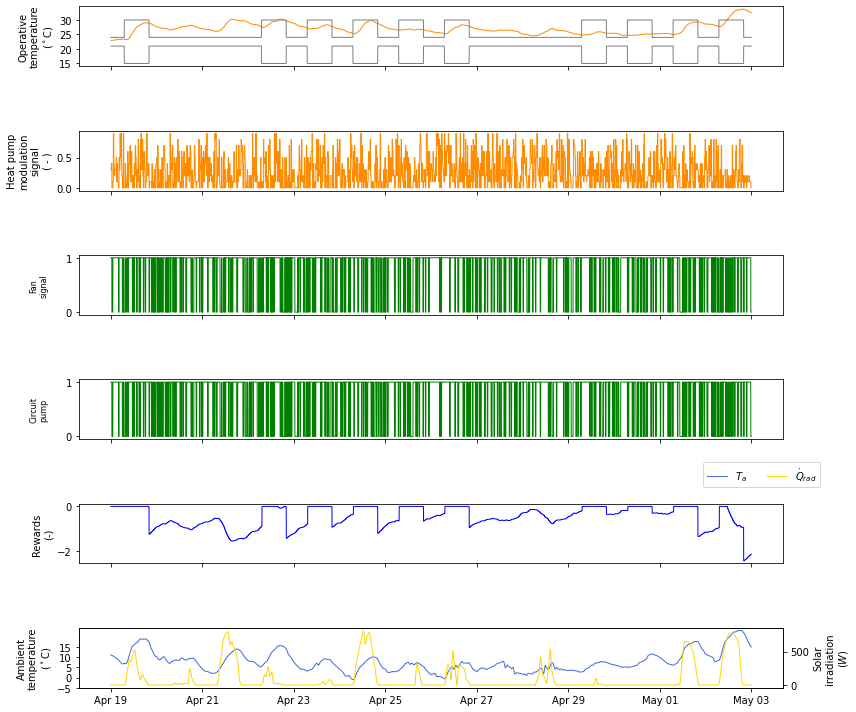 Operative
temperature
(°C)
30
25
20
15
Heat pump
modulation
signal
( - )
0.5
0.0
Fan
signal
1
0
Circuit
pump
1
0
T_a
Q̇_rad
Rewards
(-)
0
−2
Ambient
temperature
(°C)
15
10
5
0
−5
Solar
irradiation
(W)
500
0
Apr 19 Apr 21 Apr 23 Apr 25 Apr 27 Apr 29 May 01 May 03